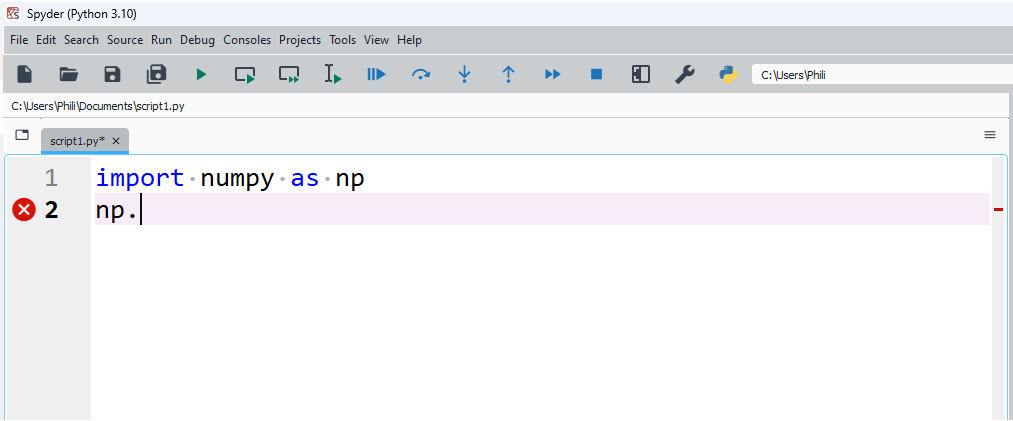 Spyder (Python 3.10)
File Edit Search Source Run Debug Consoles Projects Tools View Help
C:\Users\Phili
C:\Users\Phili\Documents\script1.py
script1.py*
1 import numpy as np
2 np.